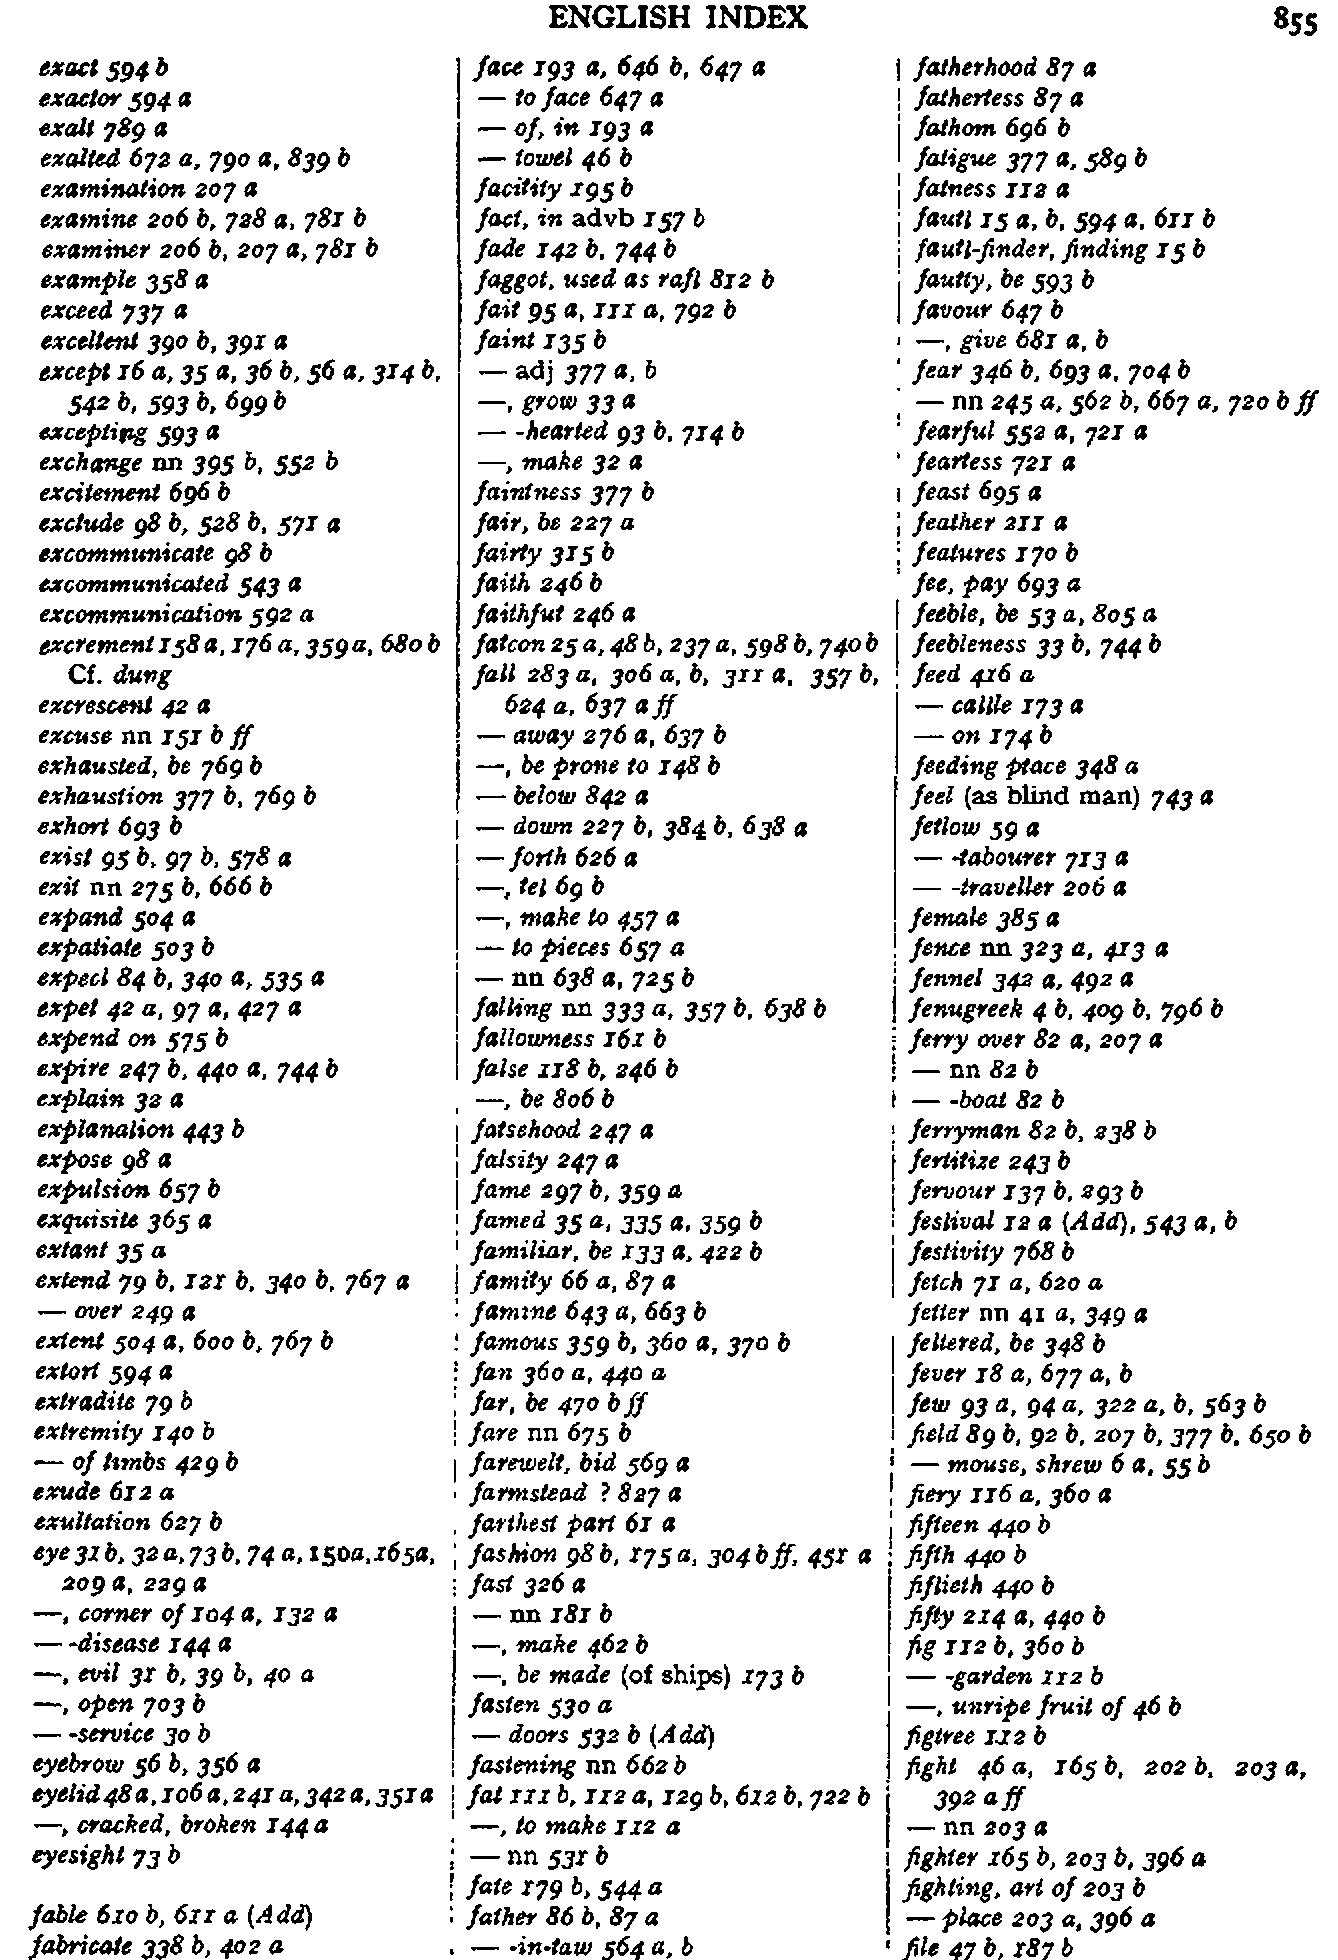 ENGLISH INDEX 855
exact 594 b
exactor 594 a
exalt 789 a
exalted 672 a, 790 a, 839 b
examination 207 a
examine 206 b, 728 a, 781 b
examiner 206 b, 207 a, 781 b
example 358 a
exceed 737 a
excellent 390 b, 391 a
except 16 a, 35 a, 36 b, 56 a, 314 b,
542 b, 593 b, 699 b
excepting 593 a
exchange nn 395 b, 552 b
excitement 696 b
exclude 98 b, 528 b, 571 a
excommunicate 98 b
excommunicated 543 a
excommunication 592 a
excrement 158 a, 176 a, 359 a, 680 b
Cf. dung
excrescent 42 a
excuse nn 151 b ff
exhausted, be 769 b
exhaustion 377 b, 769 b
exhort 693 b
exist 95 b, 97 b, 578 a
exit nn 275 b, 666 b
expand 504 a
expatiate 503 b
expect 84 b, 340 a, 535 a
expel 42 a, 97 a, 427 a
expend on 575 b
expire 247 b, 440 a, 744 b
explain 32 a
explanation 443 b
expose 98 a
expulsion 657 b
exquisite 365 a
extant 35 a
extend 79 b, 121 b, 340 b, 767 a
— over 249 a
extent 504 a, 600 b, 767 b
extort 594 a
extradite 79 b
extremity 140 b
— of limbs 429 b
exude 612 a
exultation 627 b
eye 31 b, 32 a, 73 b, 74 a, 150 a, 165 a,
209 a, 229 a
—, corner of 104 a, 132 a
— -disease 144 a
—, evil 31 b, 39 b, 40 a
—, open 703 b
— -service 30 b
eyebrow 56 b, 356 a
eyelid 48 a, 106 a, 241 a, 342 a, 351 a
—, cracked, broken 144 a
eyesight 73 b
fable 610 b, 611 a (Add)
fabricate 338 b, 402 a
face 193 a, 646 b, 647 a
— to face 647 a
— of, in 193 a
— towel 46 b
facility 195 b
fact, in advb 157 b
fade 142 b, 744 b
faggot, used as raft 812 b
fail 95 a, 111 a, 792 b
faint 135 b
— adj 377 a, b
—, grow 33 a
— -hearted 93 b, 714 b
—, make 32 a
faintness 377 b
fair, be 227 a
fairly 315 b
faith 246 b
faithful 246 a
falcon 25 a, 48 b, 237 a, 598 b, 740 b
fall 283 a, 306 a, b, 311 a, 357 b,
624 a, 637 a ff
— away 276 a, 637 b
—, be prone to 148 b
— below 842 a
— down 227 b, 384 b, 638 a
— forth 626 a
—, let 69 b
—, make to 457 a
— to pieces 657 a
— nn 638 a, 725 b
falling nn 333 a, 357 b, 638 b
fallowness 161 b
false 118 b, 246 b
—, be 806 b
falsehood 247 a
falsity 247 a
fame 297 b, 359 a
famed 35 a, 335 a, 359 b
familiar, be 133 a, 422 b
family 66 a, 87 a
famine 643 a, 663 b
famous 359 b, 360 a, 370 b
fan 360 a, 440 a
far, be 470 b ff
fare nn 675 b
farewell, bid 569 a
farmstead ? 827 a
farthest part 61 a
fashion 98 b, 175 a, 304 b ff, 451 a
fast 326 a
— nn 181 b
—, make 462 b
—, be made (of ships) 173 b
fasten 530 a
— doors 532 b (Add)
fastening nn 662 b
fat 111 b, 112 a, 129 b, 612 b, 722 b
—, to make 112 a
— nn 531 b
fate 179 b, 544 a
father 86 b, 87 a
— -in-law 564 a, b
fatherhood 87 a
fatherless 87 a
fathom 696 b
fatigue 377 a, 589 b
fatness 112 a
fault 15 a, b, 594 a, 611 b
fault-finder, finding 15 b
faulty, be 593 b
favour 647 b
—, give 681 a, b
fear 346 b, 693 a, 704 b
— nn 245 a, 562 b, 667 a, 720 b ff
fearful 552 a, 721 a
fearless 721 a
feast 695 a
feather 211 a
features 170 b
fee, pay 693 a
feeble, be 53 a, 805 a
feebleness 33 b, 744 b
feed 416 a
— cattle 173 a
— on 174 b
feeding place 348 a
feel (as blind man) 743 a
fellow 59 a
— -labourer 713 a
— -traveller 206 a
female 385 a
fence nn 323 a, 413 a
fennel 342 a, 492 a
fenugreek 4 b, 409 b, 796 b
ferry over 82 a, 207 a
— nn 82 b
— -boat 82 b
ferryman 82 b, 238 b
fertilize 243 b
fervour 137 b, 293 b
festival 12 a (Add), 543 a, b
festivity 768 b
fetch 71 a, 620 a
fetter nn 41 a, 349 a
fettered, be 348 b
fever 18 a, 677 a, b
few 93 a, 94 a, 322 a, b, 563 b
field 89 b, 92 b, 207 b, 377 b, 650 b
— mouse, shrew 6 a, 55 b
fiery 116 a, 360 a
fifteen 440 b
fifth 440 b
fiftieth 440 b
fifty 214 a, 440 b
fig 112 b, 360 b
— -garden 112 b
—, unripe fruit of 46 b
figtree 112 b
fight 46 a, 165 b, 202 b, 203 a,
392 a ff
— nn 203 a
fighter 165 b, 203 b, 396 a
fighting, art of 203 b
— place 203 a, 396 a
file 47 b, 187 b